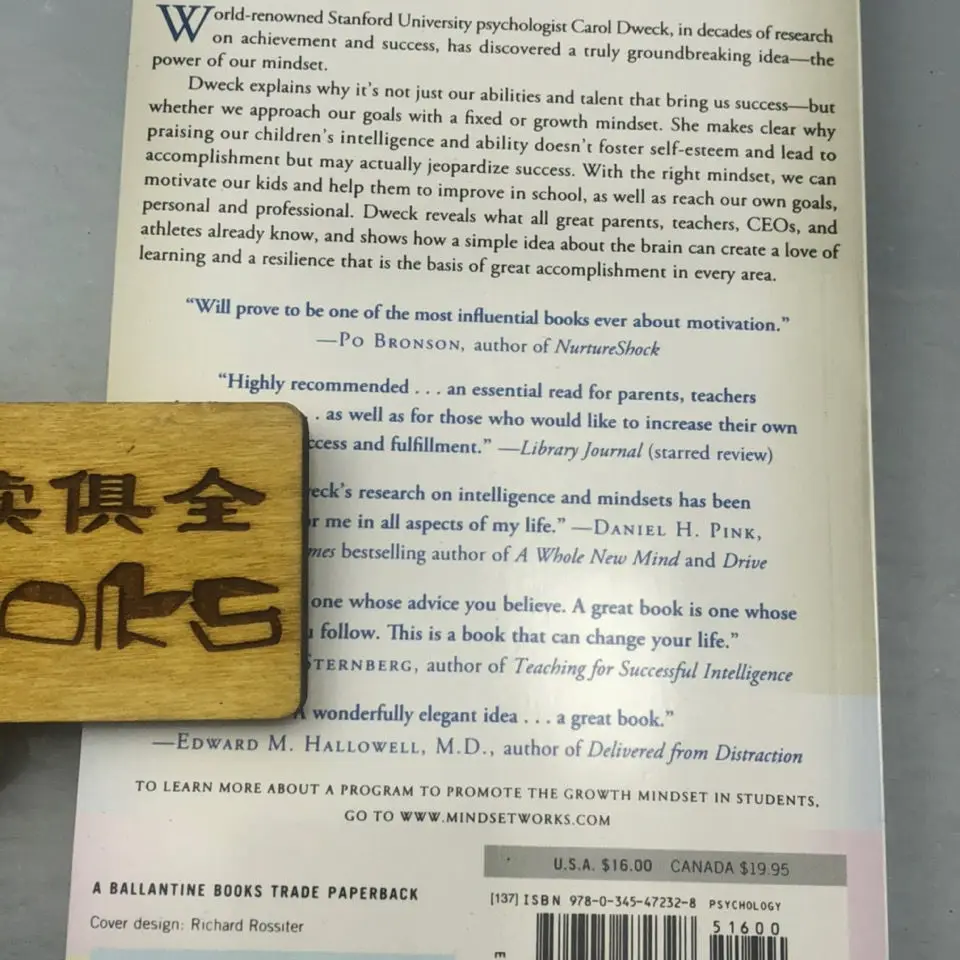 World-renowned Stanford University psychologist Carol Dweck, in decades of research
on achievement and success, has discovered a truly groundbreaking idea—the
power of our mindset.
Dweck explains why it's not just our abilities and talent that bring us success—but
whether we approach our goals with a fixed or growth mindset. She makes clear why
praising our children's intelligence and ability doesn't foster self-esteem and lead to
accomplishment but may actually jeopardize success. With the right mindset, we can
motivate our kids and help them to improve in school, as well as reach our own goals,
personal and professional. Dweck reveals what all great parents, teachers, CEOs, and
athletes already know, and shows how a simple idea about the brain can create a love of
learning and a resilience that is the basis of great accomplishment in every area.
“Will prove to be one of the most influential books ever about motivation.”
—PO BRONSON, author of NurtureShock
“Highly recommended . . . an essential read for parents, teachers
. as well as for those who would like to increase their own
and fulfillment.” —Library Journal (starred review)
research on intelligence and mindsets has been
me in all aspects of my life.” —DANIEL H. PINK,
bestselling author of A Whole New Mind and Drive
one whose advice you believe. A great book is one whose
follow. This is a book that can change your life.”
STERNBERG, author of Teaching for Successful Intelligence
A wonderfully elegant idea . . . a great book.”
—EDWARD M. HALLOWELL, M.D., author of Delivered from Distraction
俱全
TO LEARN MORE ABOUT A PROGRAM TO PROMOTE THE GROWTH MINDSET IN STUDENTS,
GO TO WWW.MINDSETWORKS.COM
U.S.A. $16.00 CANADA $19.95
A BALLANTINE BOOKS TRADE PAPERBACK
[137] ISBN 978-0-345-47232-8 PSYCHOLOGY
Cover design: Richard Rossiter
51600